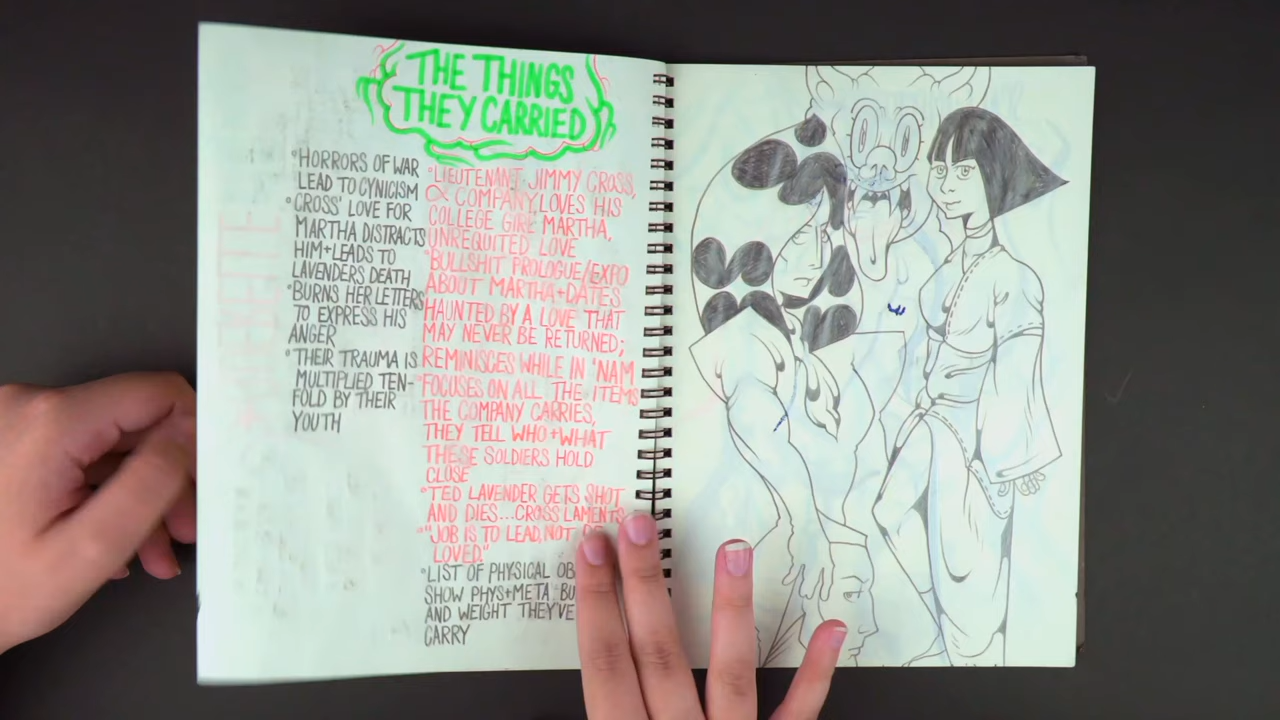 THE THINGS
THEY CARRIED
°HORRORS OF WAR
LEAD TO CYNICISM
°CROSS' LOVE FOR
MARTHA DISTRACTS
HIM+LEADS TO
LAVENDERS DEATH
°BURNS HER LETTERS
TO EXPRESS HIS
ANGER
°THEIR TRAUMA IS
MULTIPLIED TEN-
FOLD BY THEIR
YOUTH
°LIEUTENANT JIMMY CROSS,
& COMPANY, LOVES HIS
COLLEGE GIRL MARTHA,
UNREQUITED LOVE
°BULLSHIT PROLOGUE/EXPO
ABOUT MARTHA+DATES
HAUNTED BY A LOVE THAT
MAY NEVER BE RETURNED;
REMINISCES WHILE IN 'NAM
°FOCUSES ON ALL THE ITEMS
THE COMPANY CARRIES,
THEY TELL WHO+WHAT
THESE SOLDIERS HOLD
CLOSE
°TED LAVENDER GETS SHOT
AND DIES...CROSS LAMENTS
°"JOB IS TO LEAD, NOT
LOVED."
°LIST OF PHYSICAL
SHOW PHYS+META.
AND WEIGHT THEY'VE
CARRY